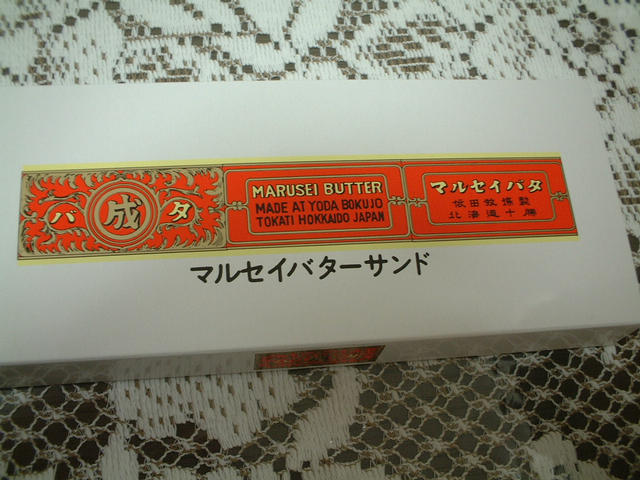 バ成タ
MARUSEI BUTTER
MADE AT YODA BOKUJO
TOKATI HOKKAIDO JAPAN
マルセイバタ
依田牧場製
北海道十勝
マルセイバターサンド